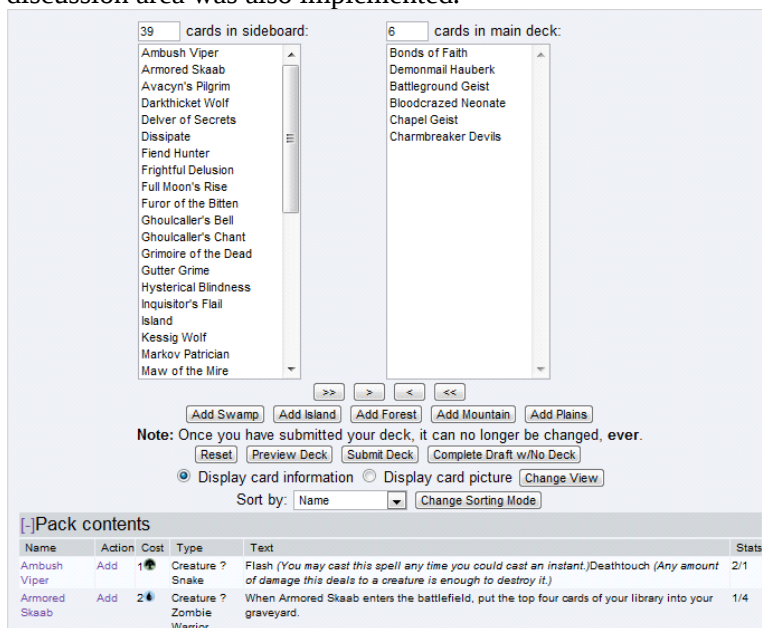 discussion area was also implemented.
39 cards in sideboard:
6 cards in main deck:
Ambush Viper
Armored Skaab
Avacyn's Pilgrim
Darkthicket Wolf
Delver of Secrets
Dissipate
Fiend Hunter
Frightful Delusion
Full Moon's Rise
Furor of the Bitten
Ghoulcaller's Bell
Ghoulcaller's Chant
Grimoire of the Dead
Gutter Grime
Hysterical Blindness
Inquisitor's Flail
Island
Kessig Wolf
Markov Patrician
Maw of the Mire
Bonds of Faith
Demonmail Hauberk
Battleground Geist
Bloodcrazed Neonate
Chapel Geist
Charmbreaker Devils
>> > < <<
Add Swamp Add Island Add Forest Add Mountain Add Plains
Note: Once you have submitted your deck, it can no longer be changed, ever.
Reset Preview Deck Submit Deck Complete Draft w/No Deck
Display card information Display card picture Change View
Sort by: Name Change Sorting Mode
[-]Pack contents
Name Action Cost Type Text Stats
Ambush Viper Add 1 Creature ? Snake Flash (You may cast this spell any time you could cast an instant.)Deathtouch (Any amount of damage this deals to a creature is enough to destroy it.) 2/1
Armored Skaab Add 2 Creature ? Zombie Warrior When Armored Skaab enters the battlefield, put the top four cards of your library into your graveyard. 1/4